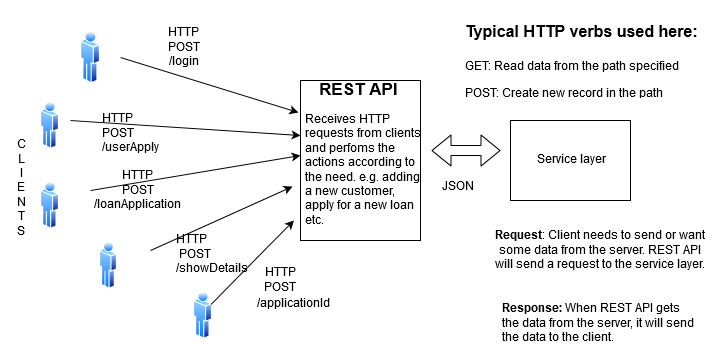 HTTP
POST
/login
HTTP
POST
/userApply
HTTP
POST
/loanApplication
HTTP
POST
/showDetails
HTTP
POST
/applicationId
CLIENTS
REST API
Receives HTTP
requests from clients
and perfoms the
actions according to
the need. e.g. adding
a new customer,
apply for a new loan
etc.
JSON
Typical HTTP verbs used here:
GET: Read data from the path specified
POST: Create new record in the path
Service layer
Request: Client needs to send or want
some data from the server. REST API
will send a request to the service layer.
Response: When REST API gets
the data from the server, it will send
the data to the client.